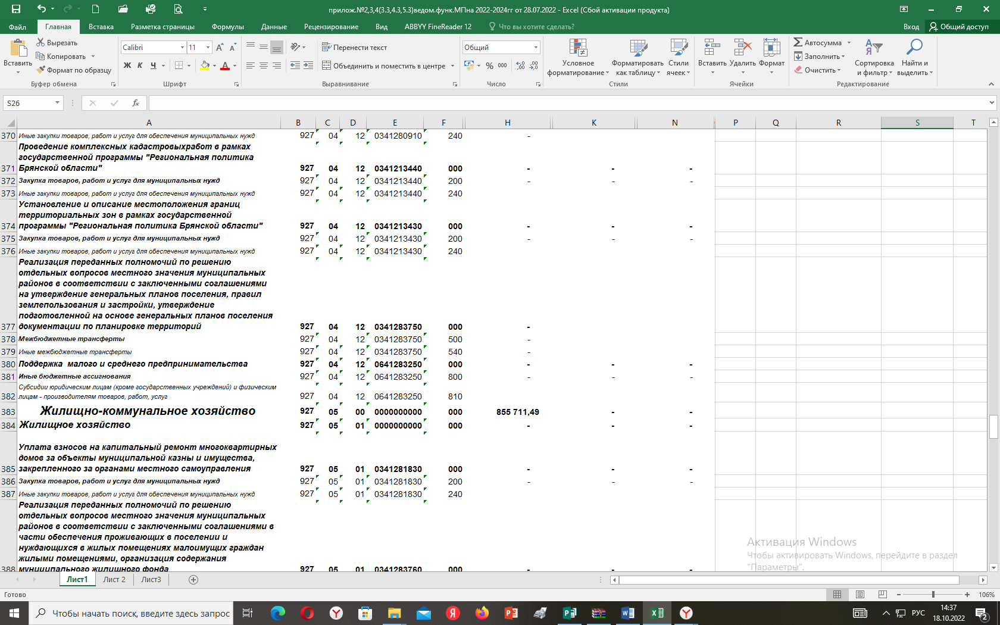 прилож.№2,3,4(3.3,4.3,5.3)ведом.функ.МПна 2022-2024гг от 28.07.2022 - Excel (Сбой активации продукта)
Файл Главная Вставка Разметка страницы Формулы Данные Рецензирование Вид ABBYY FineReader 12 Что вы хотите сделать? Вход Общий доступ
Вставить Вырезать Копировать Формат по образцу
Calibri 11 Ж К Ч
Перенести текст
Объединить и поместить в центре
Общий % 000
Условное форматирование Форматировать как таблицу Стили ячеек
Вставить Удалить Формат
Автосумма Заполнить Очистить
Сортировка и фильтр Найти и выделить
Буфер обмена Шрифт Выравнивание Число Стили Ячейки Редактирование
S26 fx
A B C D E F H K N P Q R S T
370 Иные закупки товаров, работ и услуг для обеспечения муниципальных нужд 927 04 12 0341280910 240 -
Проведение комплексных кадастровыхработ в рамках
государственной программы "Региональная политика
371 Брянской области" 927 04 12 0341213440 000 - - -
372 Закупка товаров, работ и услуг для муниципальных нужд 927 04 12 0341213440 200 - - -
373 Иные закупки товаров, работ и услуг для обеспечения муниципальных нужд 927 04 12 0341213440 240
Установление и описание местоположения границ
территориальных зон в рамках государственной
374 программы "Региональная политика Брянской области" 927 04 12 0341213430 000 - - -
375 Закупка товаров, работ и услуг для муниципальных нужд 927 04 12 0341213430 200 - - -
376 Иные закупки товаров, работ и услуг для обеспечения муниципальных нужд 927 04 12 0341213430 240
Реализация переданных полномочий по решению
отдельных вопросов местного значения муниципальных
районов в соответствии с заключенными соглашениями
на утверждение генеральных планов поселения, правил
землепользования и застройки, утверждение
подготовленной на основе генеральных планов поселения
377 документации по планировке территорий 927 04 12 0341283750 000 -
378 Межбюджетные трансферты 927 04 12 0341283750 500 -
379 Иные межбюджетные трансферты 927 04 12 0341283750 540 -
380 Поддержка малого и среднего предпринимательства 927 04 12 0641283250 000 - - -
381 Иные бюджетные ассигнования 927 04 12 0641283250 800 - - -
Субсидии юридическим лицам (кроме государственных учреждений) и физическим
382 лицам - производителям товаров, работ, услуг 927 04 12 0641283250 810
383 Жилищно-коммунальное хозяйство 927 05 00 0000000000 000 855 711,49 - -
384 Жилищное хозяйство 927 05 01 0000000000 000 - - -
Уплата взносов на капитальный ремонт многоквартирных
домов за объекты муниципальной казны и имущества,
385 закрепленного за органами местного самоуправления 927 05 01 0341281830 000 - - -
386 Закупка товаров, работ и услуг для муниципальных нужд 927 05 01 0341281830 200 - - -
387 Иные закупки товаров, работ и услуг для обеспечения муниципальных нужд 927 05 01 0341281830 240
Реализация переданных полномочий по решению
отдельных вопросов местного значения муниципальных
районов в соответствии с заключенными соглашениями в
части обеспечения проживающих в поселении и
нуждающихся в жилых помещениях малоимущих граждан
жилыми помещениями, организация содержания
388 муниципального жилищного фонда 927 05 01 0341283760 000 - - -
Активация Windows
Чтобы активировать Windows, перейдите в раздел
"Параметры".
Лист1 Лист 2 Лист3
Готово 106%
Чтобы начать поиск, введите здесь запрос
РУС 14:37
18.10.2022 2